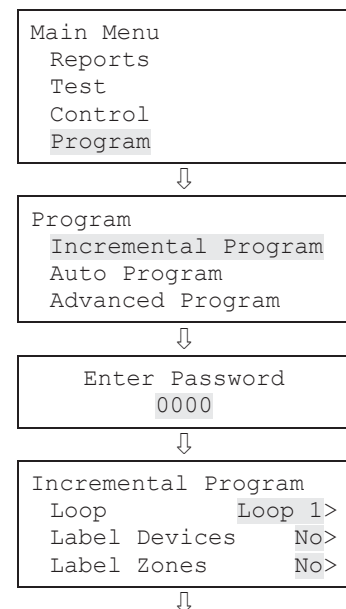 Main Menu
Reports
Test
Control
Program
⇩
Program
Incremental Program
Auto Program
Advanced Program
⇩
Enter Password
0000
⇩
Incremental Program
Loop Loop 1>
Label Devices No>
Label Zones No>
⇩